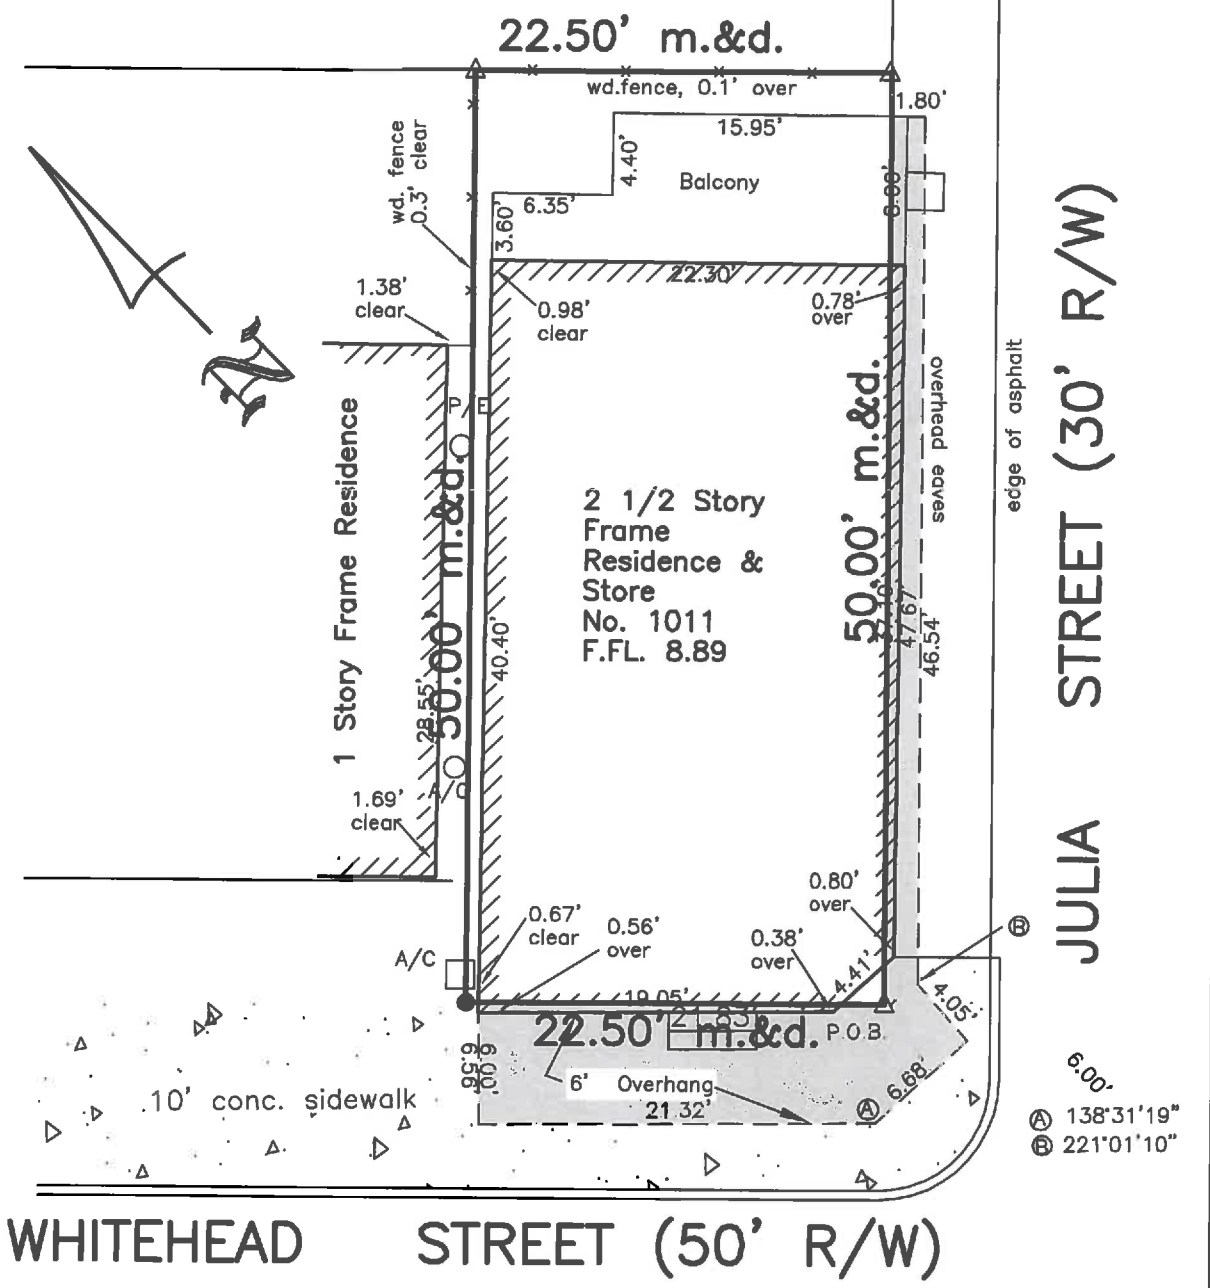 22.50' m.&d.
wd.fence, 0.1' over
1.80'
15.95'
wd. fence
0.3' clear
4.40'
Balcony
8.00'
6.35'
3.60'
22.30'
1.38'
clear
0.98'
clear
0.78'
over
N
P/E
1 Story Frame Residence
50.00' m.&d.
28.55'
40.40'
2 1/2 Story
Frame
Residence &
Store
No. 1011
F.FL. 8.89
50.00' m.&d.
47.67'
46.54'
overhead eaves
edge of asphalt
JULIA STREET (30' R/W)
A/C
1.69'
clear
0.80'
over
0.67'
clear
0.56'
over
0.38'
over
B
A/C
4.41'
4.05'
19.05'
22.50' m.&d.
P.O.B.
6.56'
6.00'
6' Overhang
21.32'
A
6.68'
10' conc. sidewalk
6.00'
A 138°31'19"
B 221°01'10"
WHITEHEAD STREET (50' R/W)